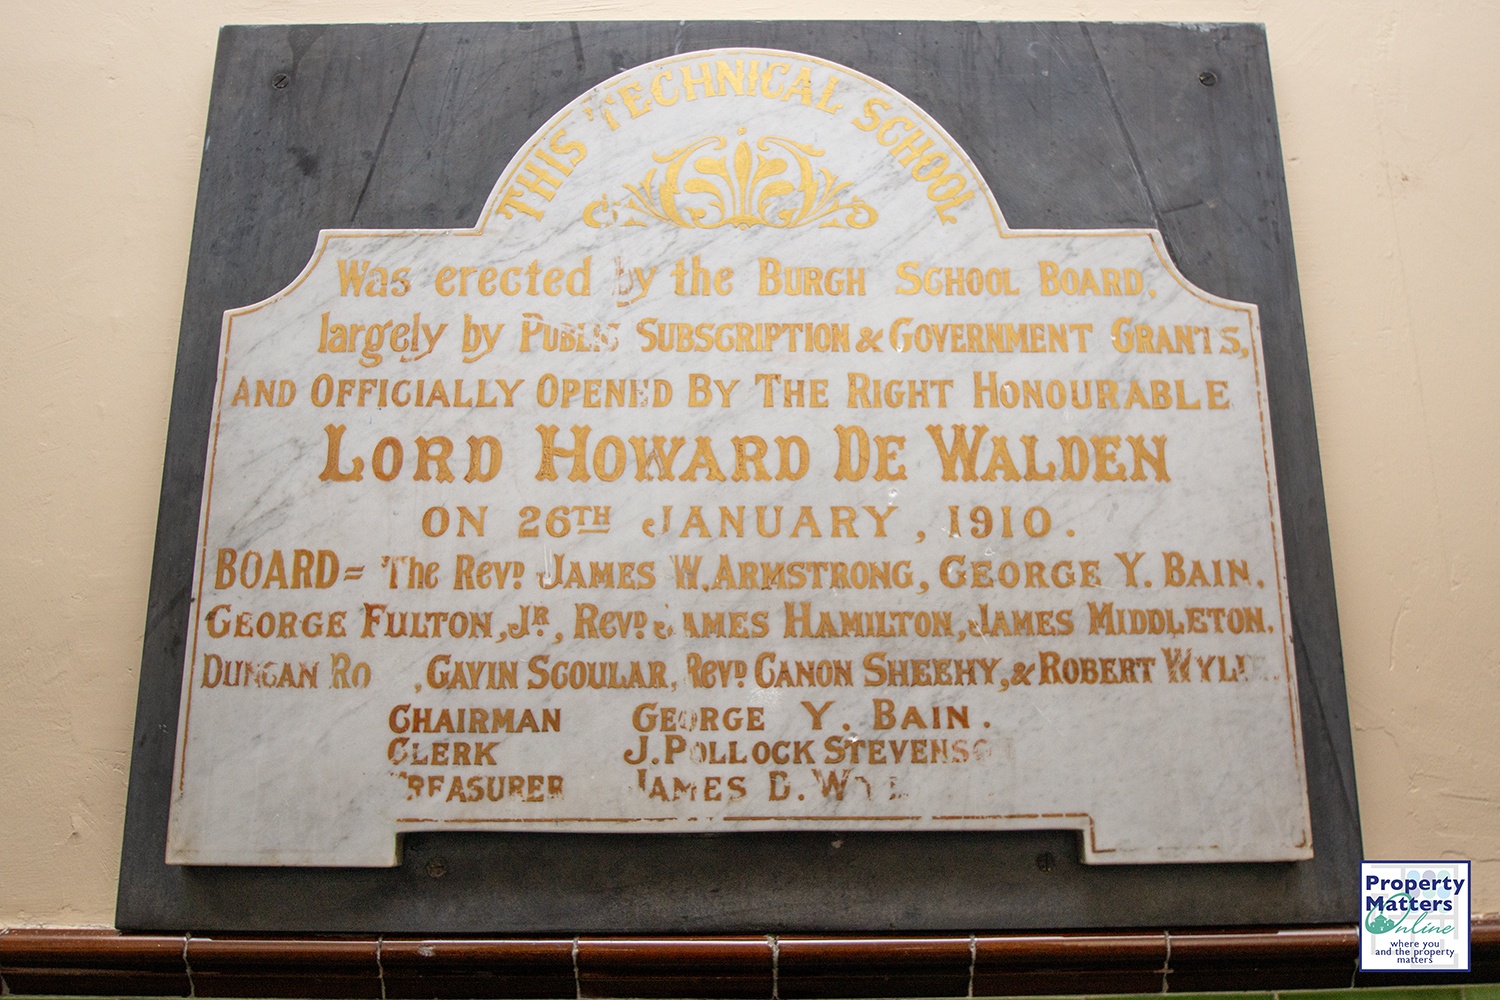 THIS TECHNICAL SCHOOL
Was erected by the BURGH SCHOOL BOARD,
largely by PUBLIC SUBSCRIPTION & GOVERNMENT GRANTS,
AND OFFICIALLY OPENED BY THE RIGHT HONOURABLE
LORD HOWARD DE WALDEN
ON 26TH JANUARY, 1910.
BOARD= The REVD. JAMES W. ARMSTRONG, GEORGE Y. BAIN,
GEORGE FULTON, JR., REVD. JAMES HAMILTON, JAMES MIDDLETON,
DUNCAN , GAVIN SCOULAR, REVD. CANON SHEEHY, & ROBERT
CHAIRMAN GEORGE Y. BAIN.
CLERK J. POLLOCK
TREASURER JAMES D.
Property
Matters
Online
where you
and the property
matters